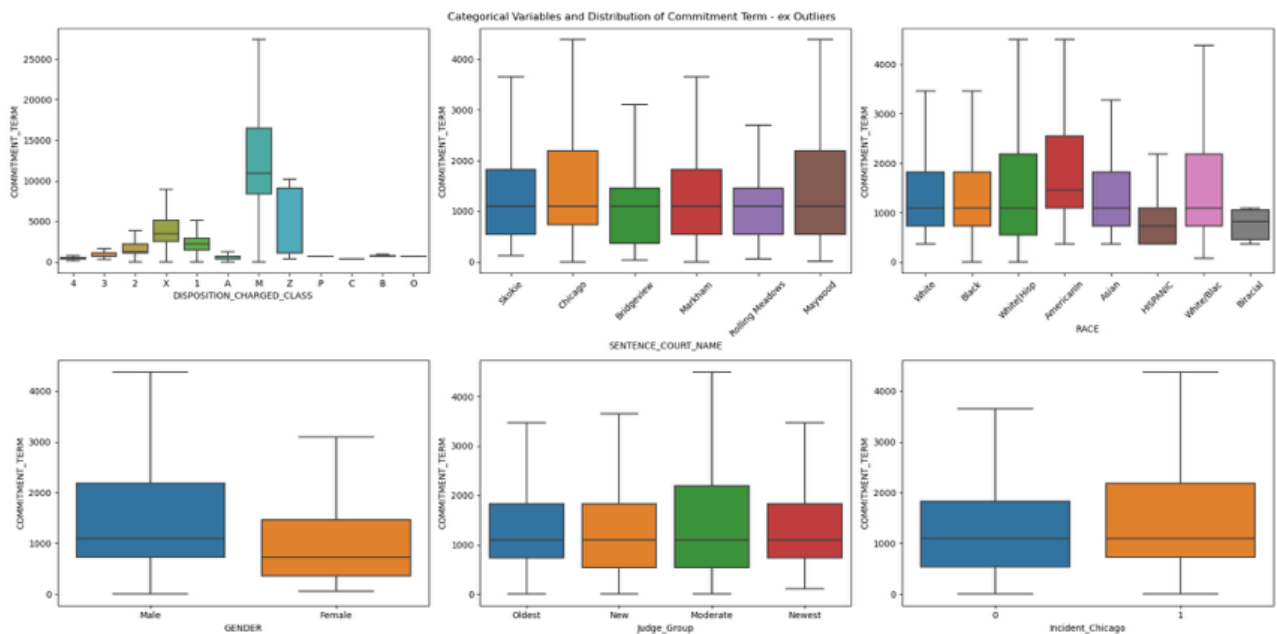 Categorical Variables and Distribution of Commitment Term - ex Outliers
COMMITMENT_TERM
25000
20000
15000
10000
5000
0
4 3 2 X 1 A M Z P C B O
DISPOSITION_CHARGED_CLASS
COMMITMENT_TERM
4000
3000
2000
1000
0
Skokie Chicago Bridgeview Markham Rolling Meadows Maywood
SENTENCE_COURT_NAME
COMMITMENT_TERM
4000
3000
2000
1000
0
White Black White[Hisp AmericanIn Asian HISPANIC White/Blac Biracial
RACE
COMMITMENT_TERM
4000
3000
2000
1000
0
Male Female
GENDER
COMMITMENT_TERM
4000
3000
2000
1000
0
Oldest New Moderate Newest
Judge_Group
COMMITMENT_TERM
4000
3000
2000
1000
0
0 1
Incident_Chicago